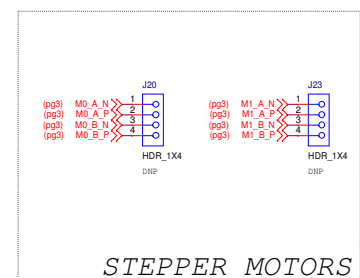 J20 J23
1 1
(pg3) M0_A_N 2 (pg3) M1_A_N 2
(pg3) M0_A_P 3 (pg3) M1_A_P 3
(pg3) M0_B_N 4 (pg3) M1_B_N 4
(pg3) M0_B_P (pg3) M1_B_P
HDR_1X4 HDR_1X4
DNP DNP
STEPPER MOTORS